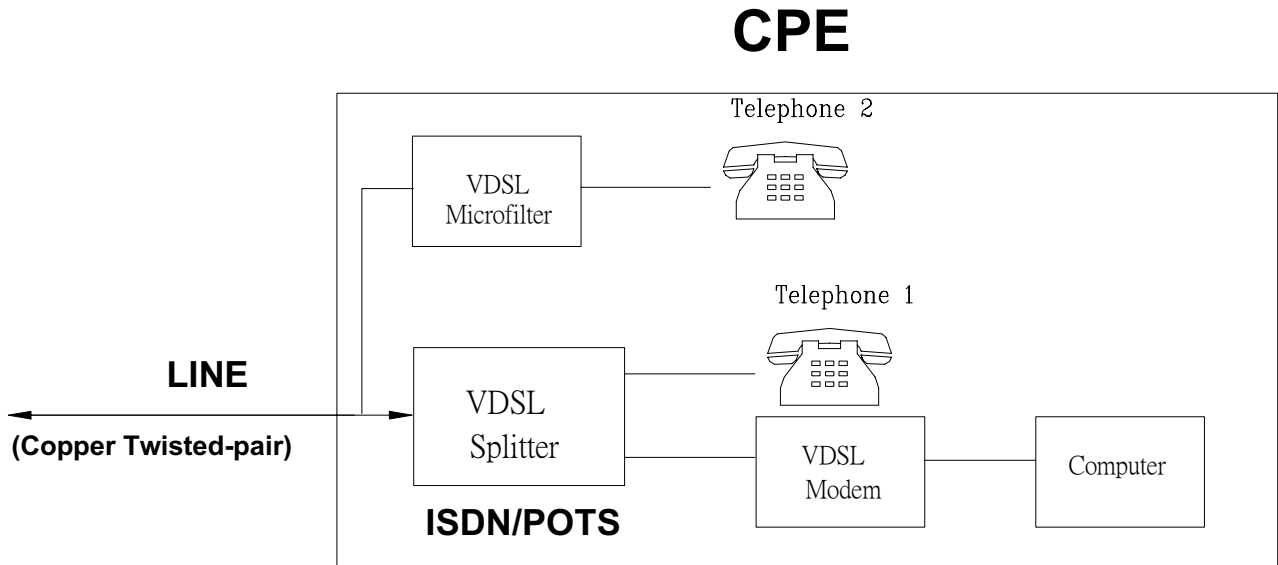 CPE
Telephone 2
VDSL
Microfilter
Telephone 1
LINE
(Copper Twisted-pair)
VDSL
Splitter
ISDN/POTS
VDSL
Modem
Computer